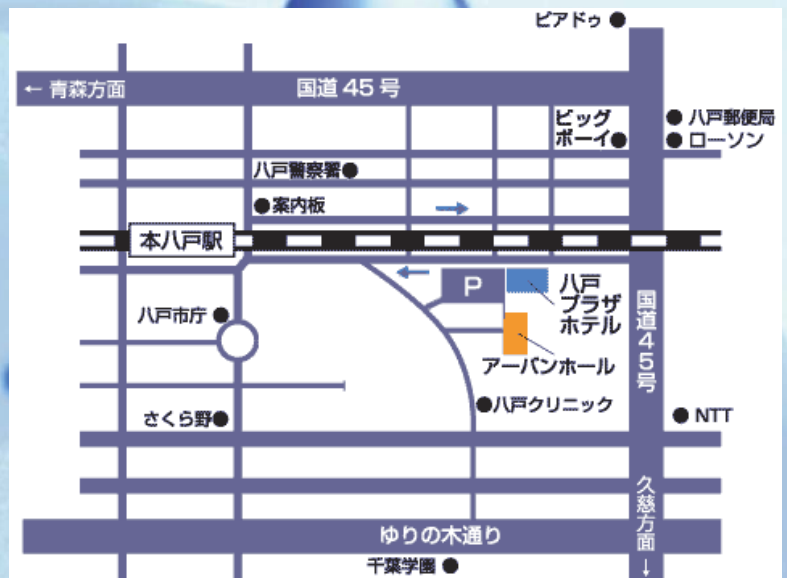 ピアドゥ
← 青森方面
国道45号
ビッグ
ボーイ
八戸郵便局
ローソン
八戸警察署
案内板
→
本八戸駅
←
P
八戸
プラザ
ホテル
国道45号
八戸市庁
アーバンホール
八戸クリニック
さくら野
NTT
久慈方面↓
ゆりの木通り
千葉学園